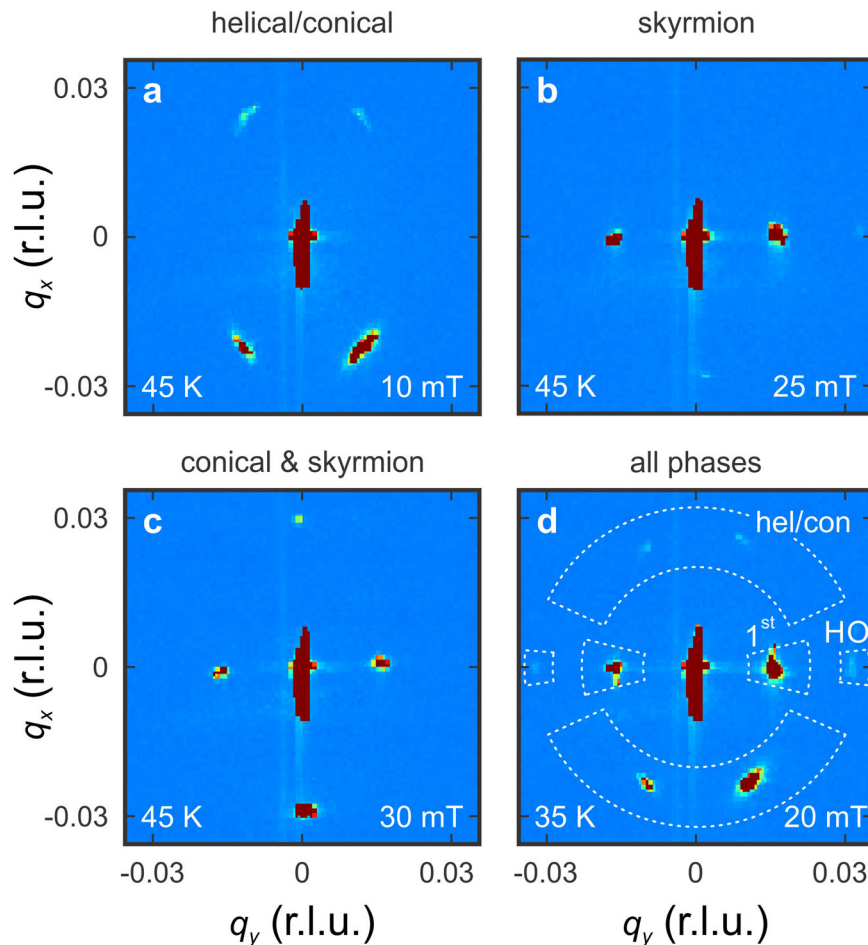 helical/conical
skyrmion
a
b
0.03
0
-0.03
q_x (r.l.u.)
45 K
10 mT
45 K
25 mT
conical & skyrmion
all phases
c
d
hel/con
1st
HO
0.03
0
-0.03
q_x (r.l.u.)
45 K
30 mT
35 K
20 mT
-0.03
0
0.03
-0.03
0
0.03
q_y (r.l.u.)
q_y (r.l.u.)